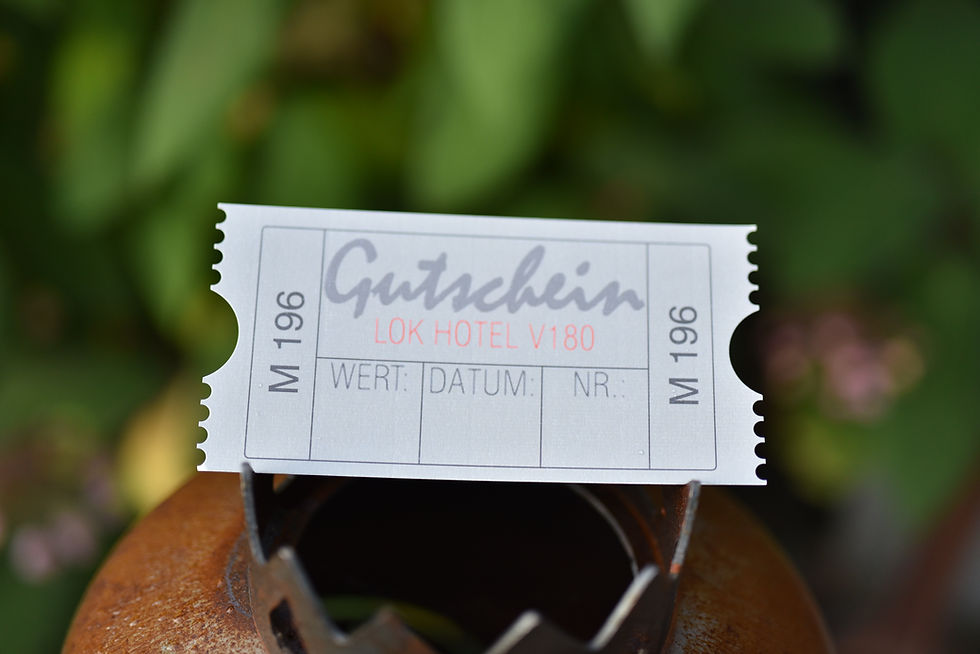 M 196
Gutschein
LOK HOTEL V180
WERT: DATUM: NR.:
M 196